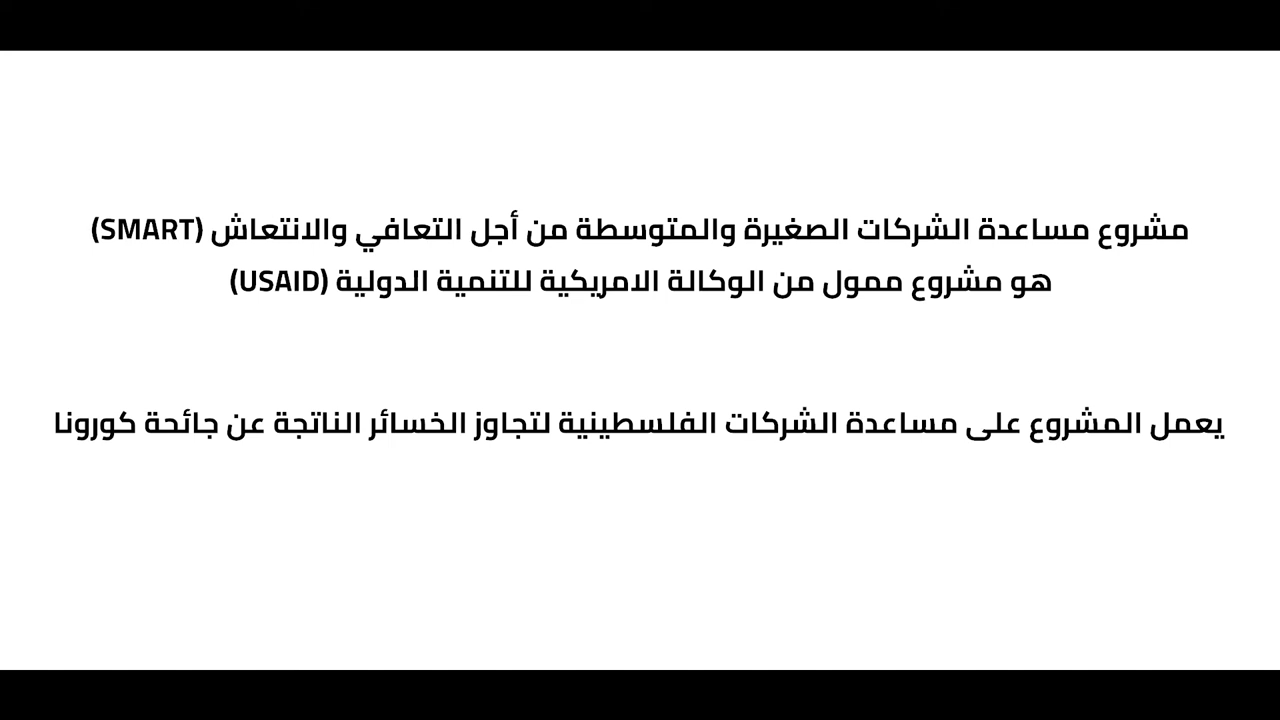 مشروع مساعدة الشركات الصغيرة والمتوسطة من أجل التعافي والانتعاش (SMART)
هو مشروع ممول من الوكالة الامريكية للتنمية الدولية (USAID)
يعمل المشروع على مساعدة الشركات الفلسطينية لتجاوز الخسائر الناتجة عن جائحة كورونا